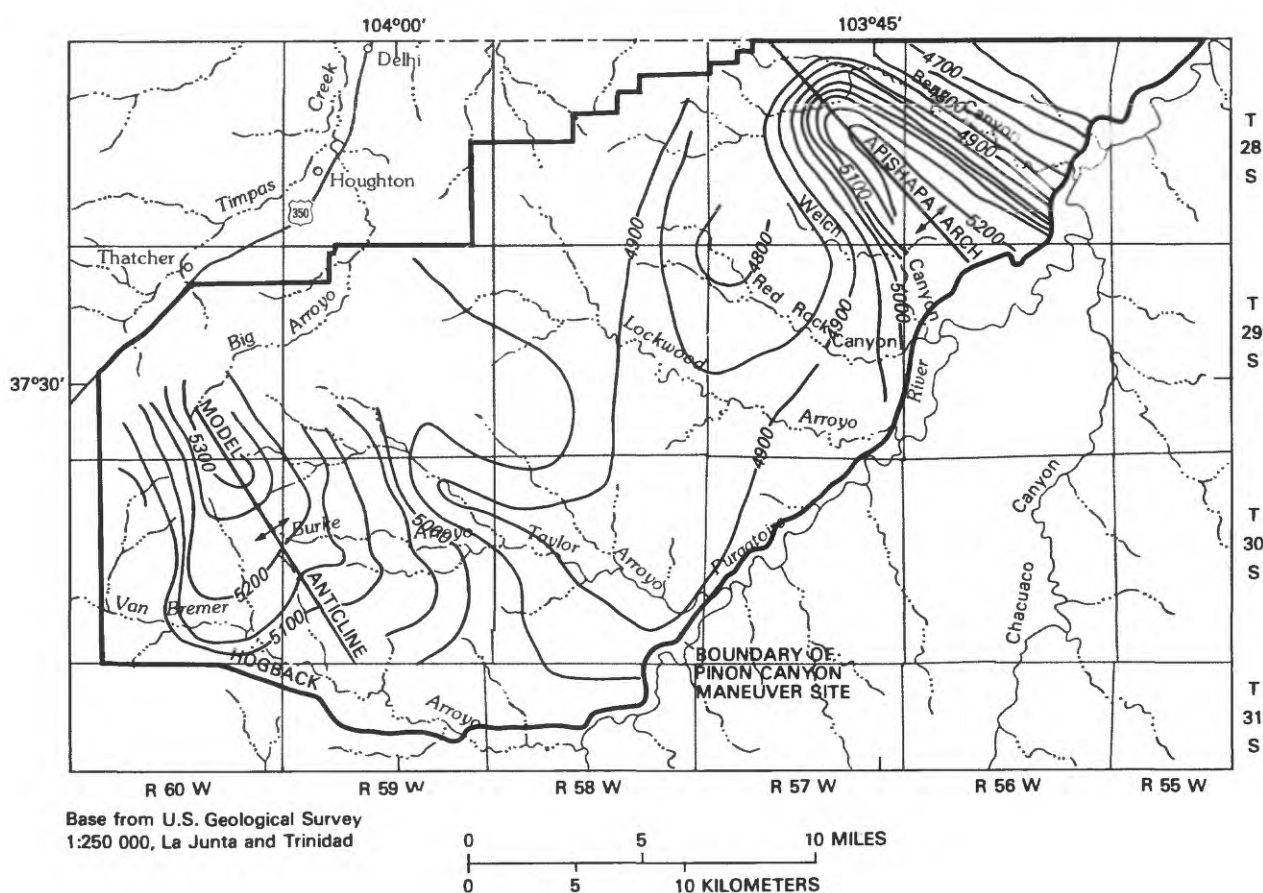 104°00'
103°45'
Delhi
Creek
4700
Bent Canyon
4800
T
28
S
4900
Houghton
Timpas
350
APISHAPA ARCH
5100
Welch
5200
Thatcher
4900
4800
Canyon
5000
Big Arroyo
Red Rock Canyon
4900
T
29
S
Lockwood
37°30'
River
Arroyo
MODEL
5300
4900
Canyon
5000
Burke
Arroyo
Taylor
Arroyo
Purgatoire
T
30
S
ANTICLINE
5200
Van Bremer
5100
Chacuaco
HOGBACK
BOUNDARY OF
PINON CANYON
MANEUVER SITE
Arroyo
T
31
S
R 60 W
R 59 W
R 58 W
R 57 W
R 56 W
R 55 W
Base from U.S. Geological Survey
1:250 000, La Junta and Trinidad
0
5
10 MILES
0
5
10 KILOMETERS